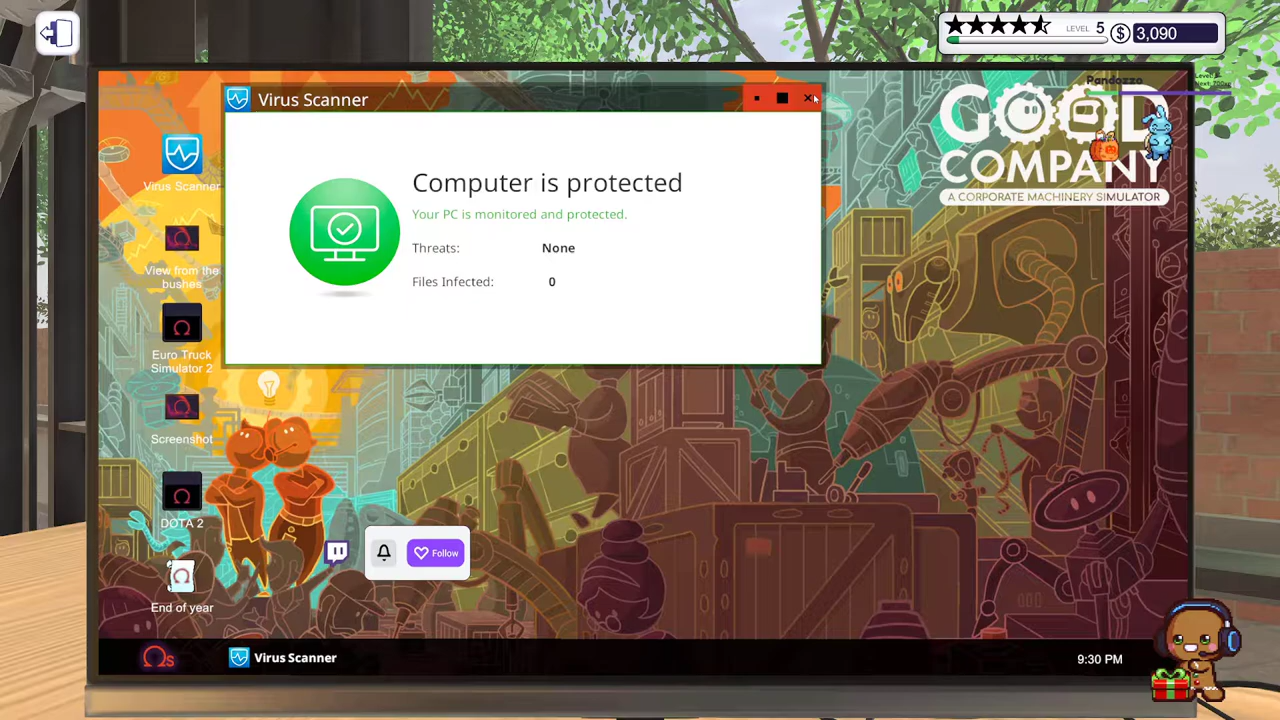 LEVEL 5
$ 3,090
Pandozzo
Virus Scanner
GOOD
COMPANY
A CORPORATE MACHINERY SIMULATOR
Computer is protected
Your PC is monitored and protected.
Threats: None
Files Infected: 0
Virus Scanner
View from the
bushes
Euro Truck
Simulator 2
Screenshot
DOTA 2
End of year
Follow
Ωs
Virus Scanner
9:30 PM